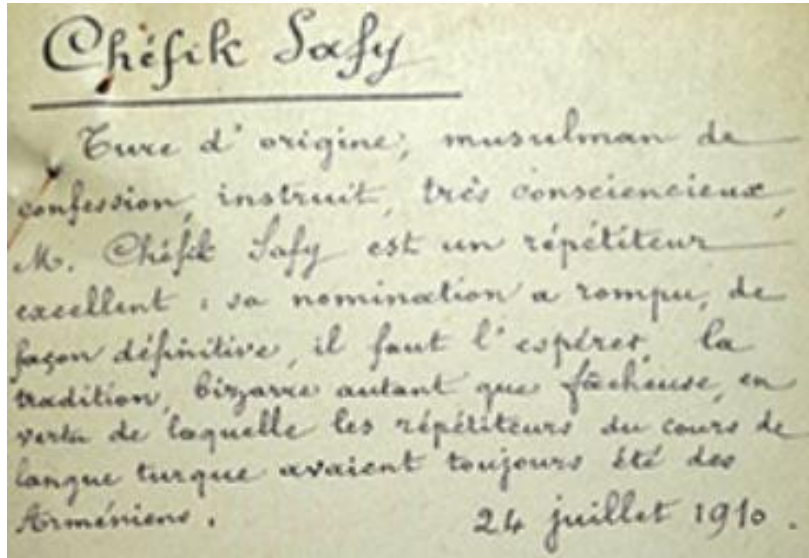 Chéfik Safy
Turc d'origine, musulman de
confession, instruit, très consciencieux,
M. Chéfik Safy est un répétiteur
excellent : sa nomination a rompu, de
façon définitive, il faut l'espérer, la
tradition, bizarre autant que fâcheuse, en
vertu de laquelle les répétiteurs du cours de
langue turque avaient toujours été des
Arméniens.
24 juillet 1910.